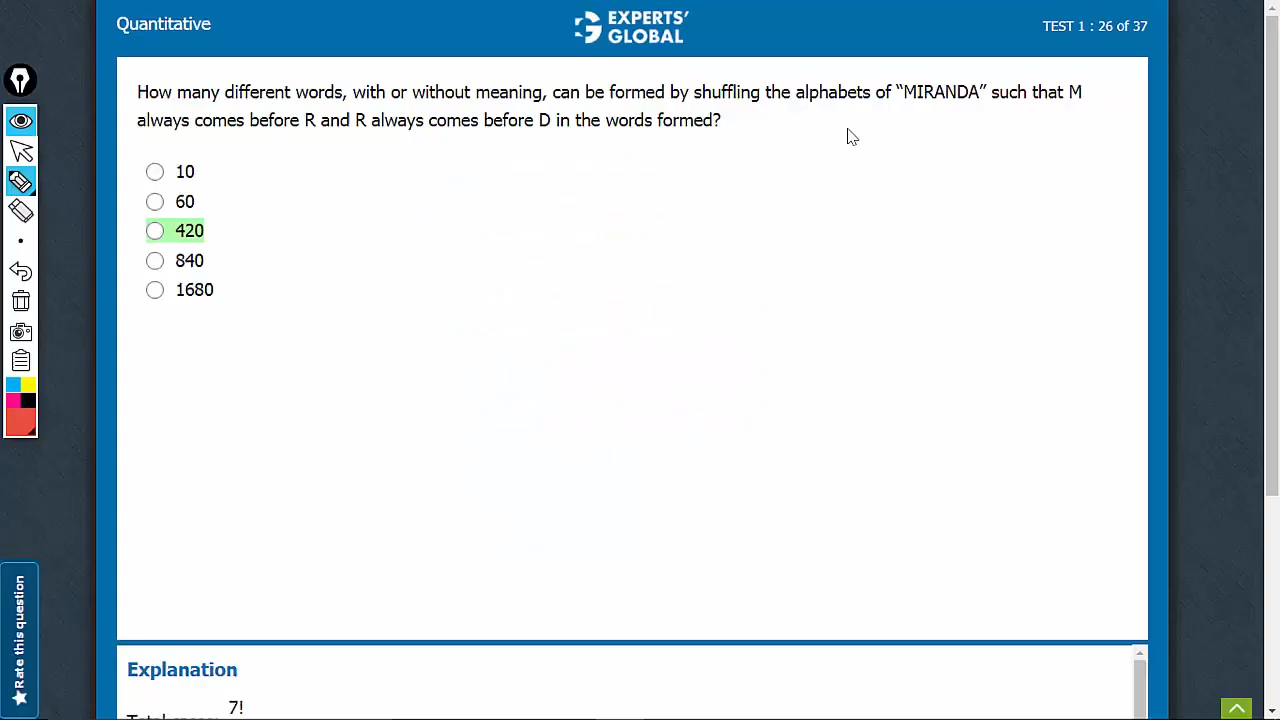 Quantitative
EXPERTS’
GLOBAL
TEST 1 : 26 of 37
How many different words, with or without meaning, can be formed by shuffling the alphabets of “MIRANDA” such that M
always comes before R and R always comes before D in the words formed?
10
60
420
840
1680
Rate this question
Explanation
7!